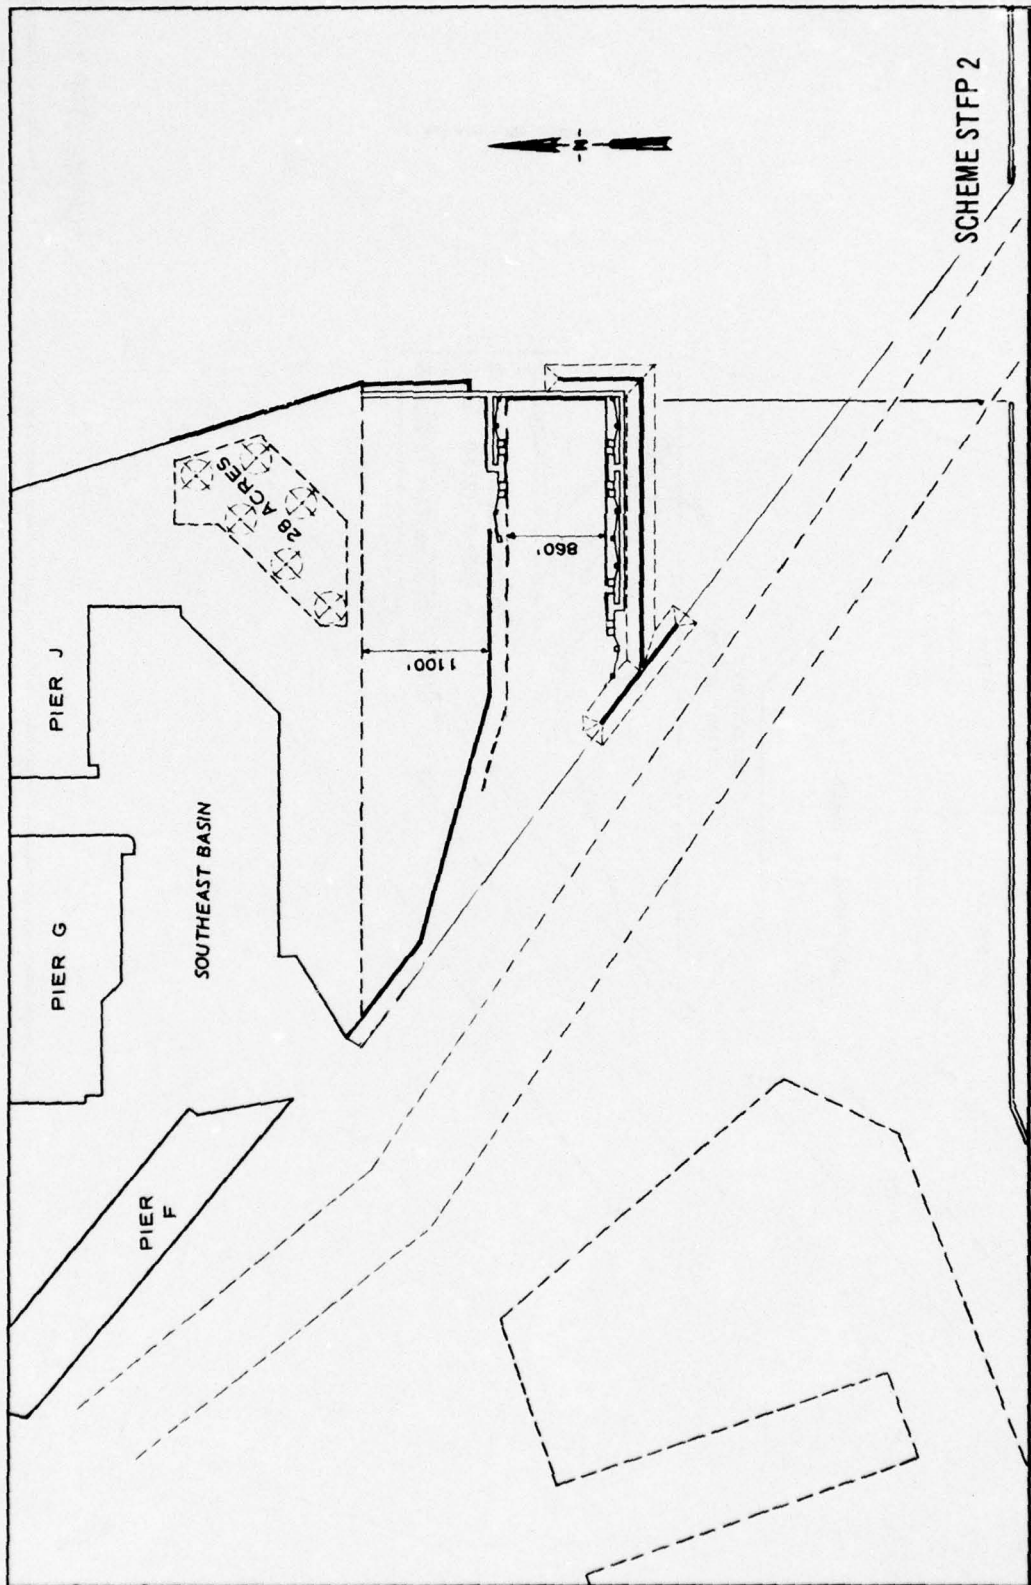 PIER J
PIER G
PIER
F
SOUTHEAST BASIN
28 ACRES
1100'
860'
N
SCHEME STFP 2